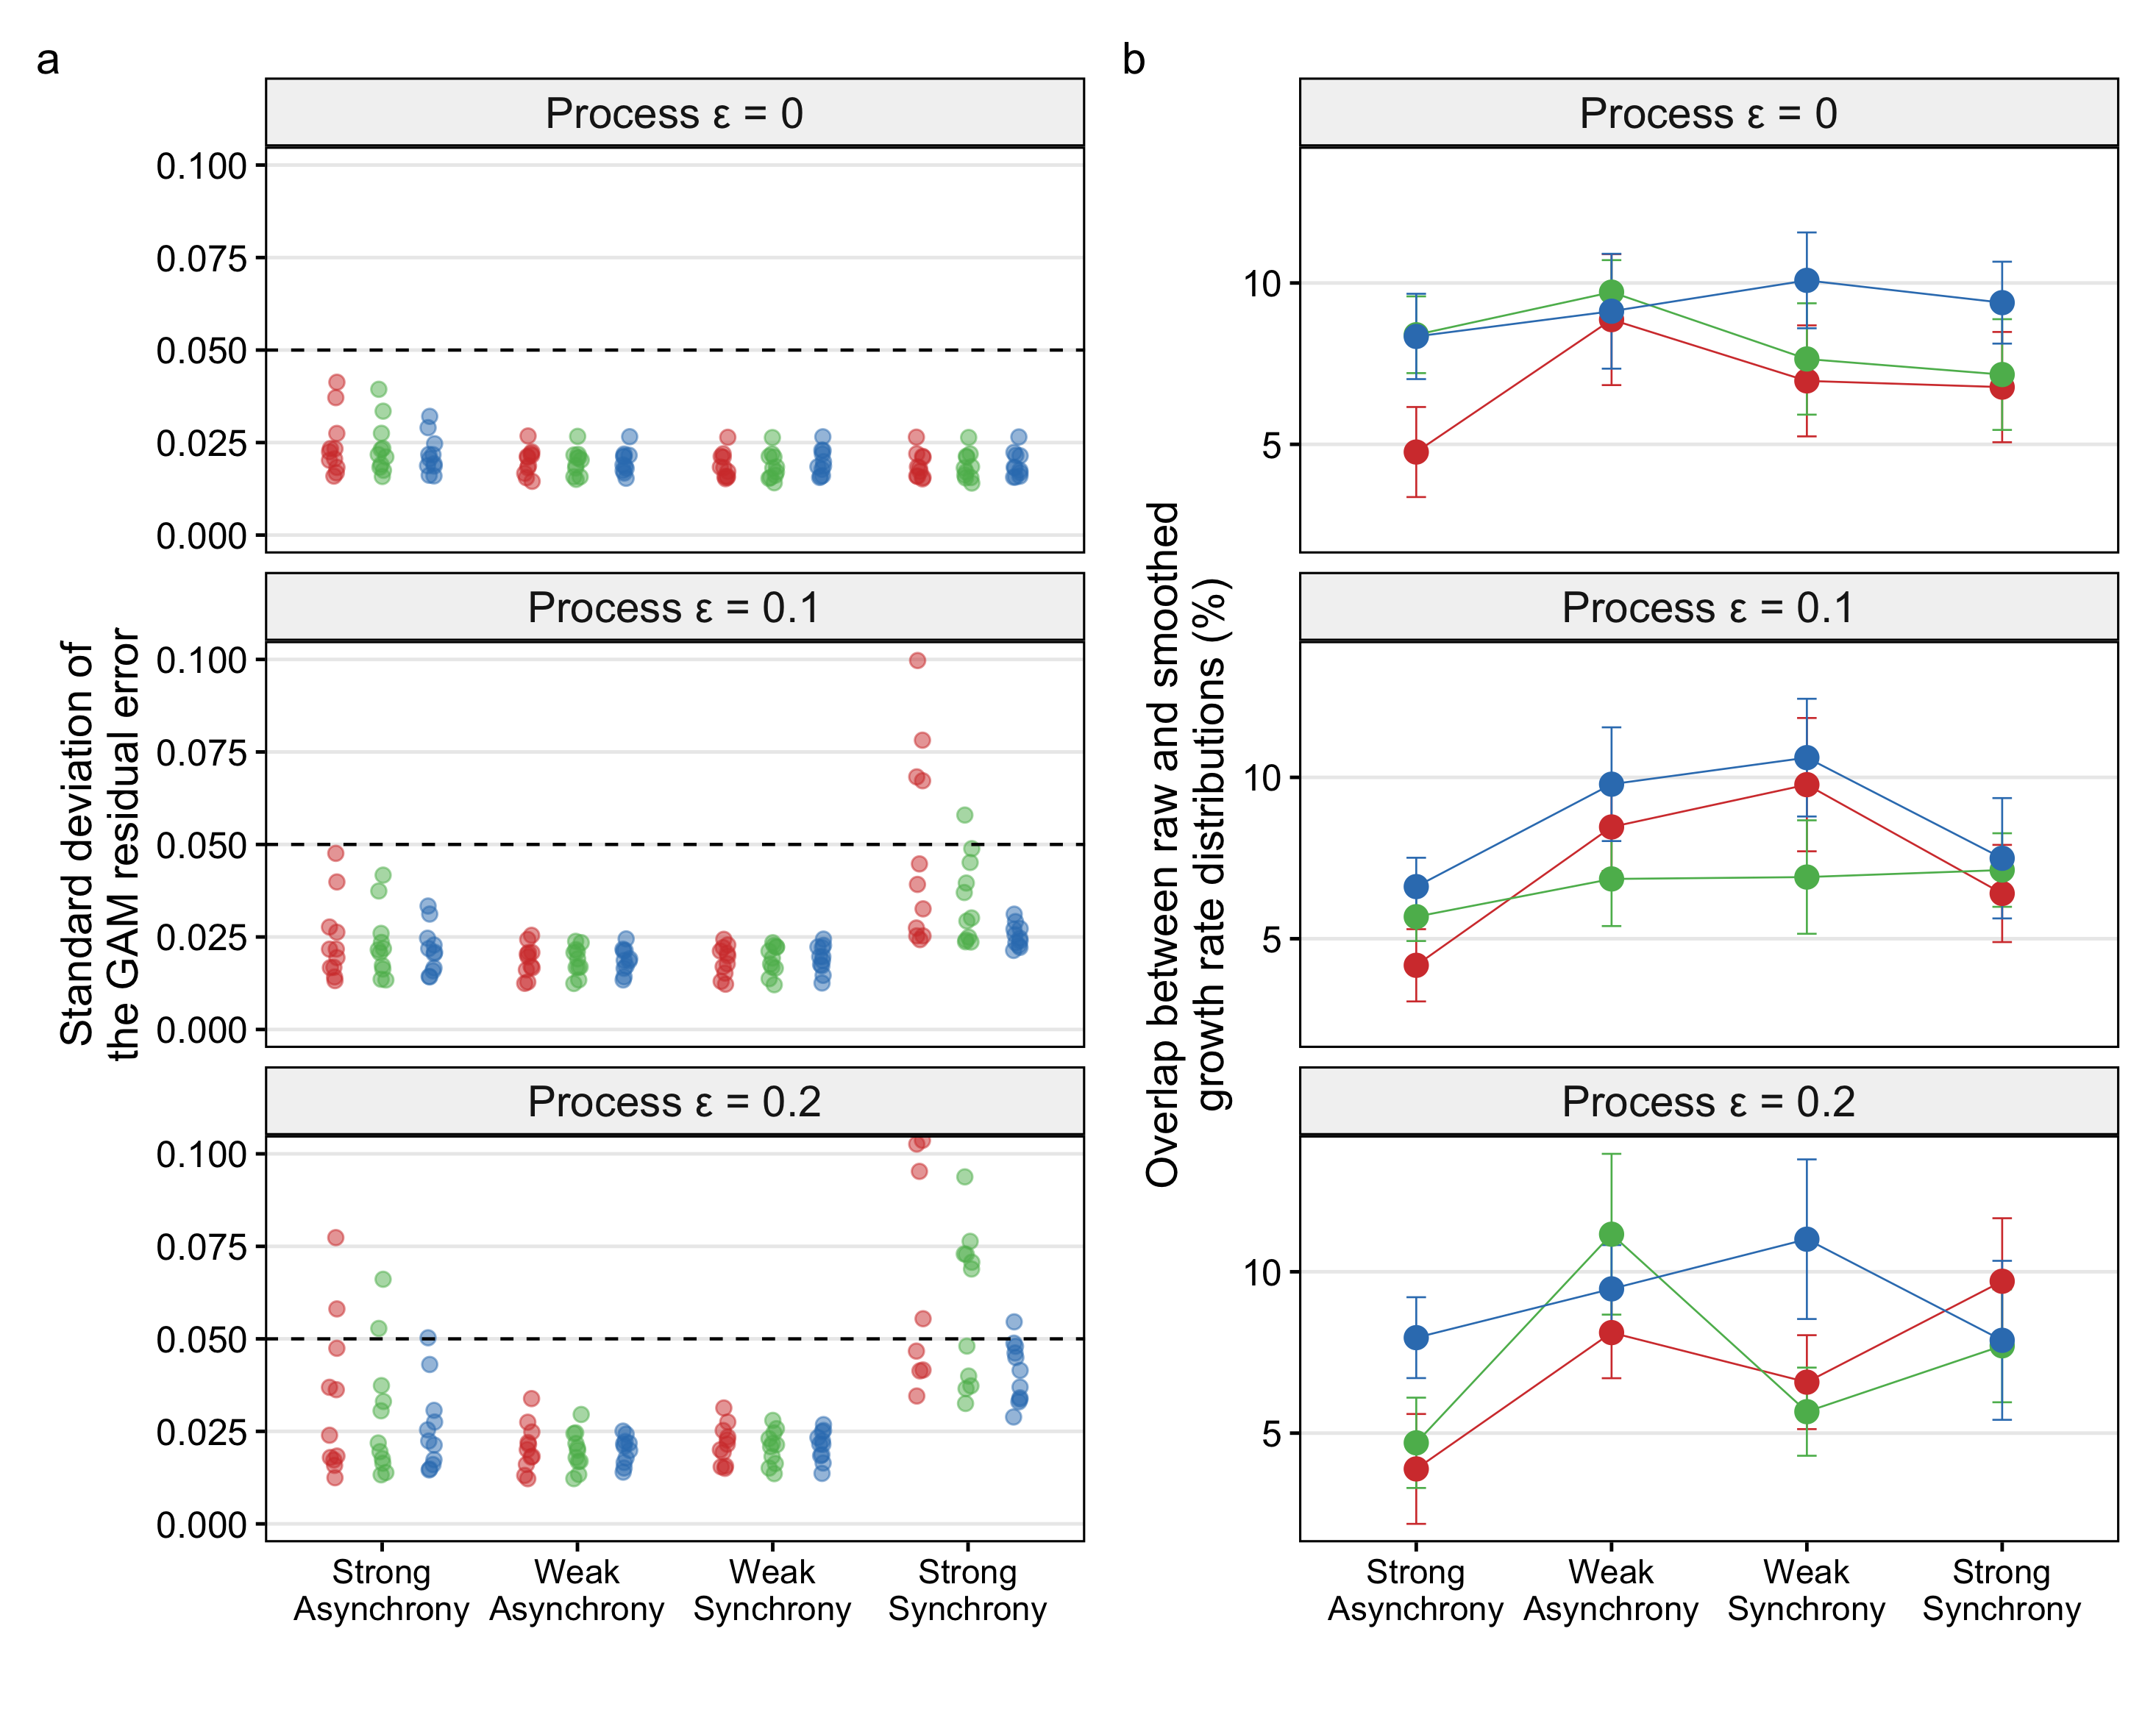 a
Process ε = 0
0.100
0.075
0.050
0.025
0.000
Process ε = 0.1
0.100
0.075
0.050
0.025
0.000
Process ε = 0.2
0.100
0.075
0.050
0.025
0.000
Standard deviation of
the GAM residual error
Strong
Asynchrony
Weak
Asynchrony
Weak
Synchrony
Strong
Synchrony
b
Process ε = 0
10
5
Process ε = 0.1
10
5
Process ε = 0.2
10
5
Overlap between raw and smoothed
growth rate distributions (%)
Strong
Asynchrony
Weak
Asynchrony
Weak
Synchrony
Strong
Synchrony